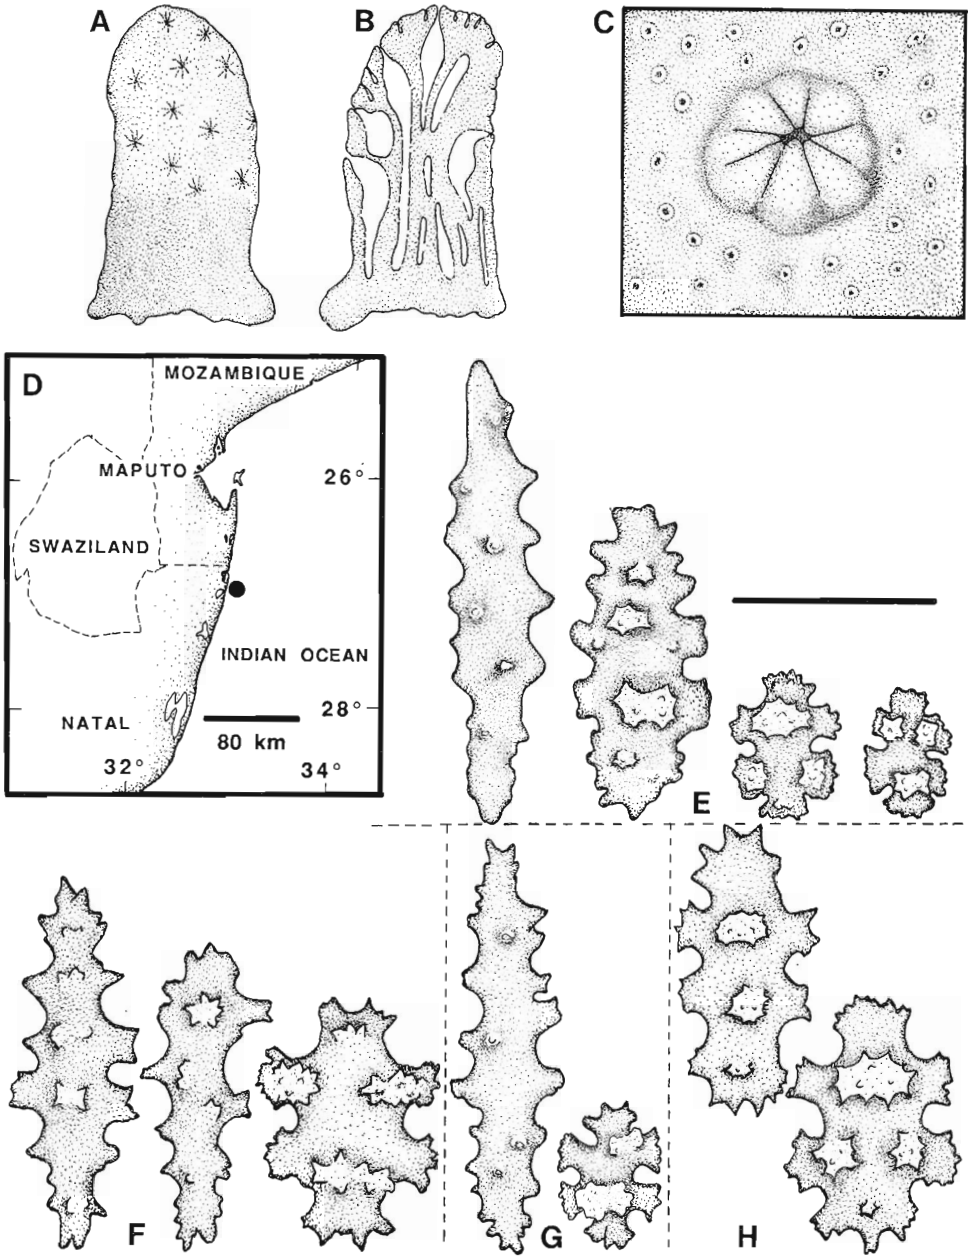 A
B
C
D
MOZAMBIQUE
MAPUTO
26°
SWAZILAND
INDIAN OCEAN
NATAL
28°
80 km
32°
34°
E
F
G
H